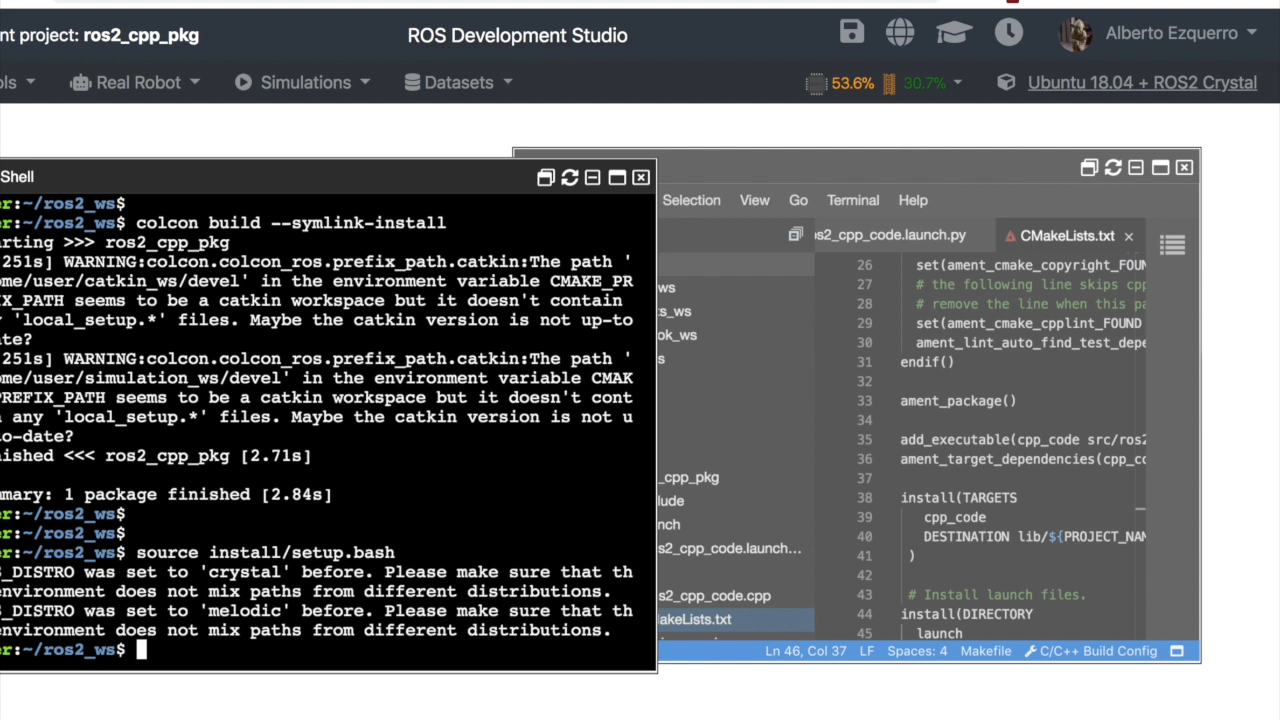 nt project: ros2_cpp_pkg
ROS Development Studio
Alberto Ezquerro
ols
Real Robot
Simulations
Datasets
53.6%
30.7%
Ubuntu 18.04 + ROS2 Crystal
Shell
er:~/ros2_ws$
er:~/ros2_ws$ colcon build --symlink-install
arting >>> ros2_cpp_pkg
251s] WARNING:colcon.colcon_ros.prefix_path.catkin:The path '
ome/user/catkin_ws/devel' in the environment variable CMAKE_PR
IX_PATH seems to be a catkin workspace but it doesn't contain
y 'local_setup.*' files. Maybe the catkin version is not up-to
ate?
251s] WARNING:colcon.colcon_ros.prefix_path.catkin:The path '
ome/user/simulation_ws/devel' in the environment variable CMAK
PREFIX_PATH seems to be a catkin workspace but it doesn't cont
n any 'local_setup.*' files. Maybe the catkin version is not u
to-date?
ished <<< ros2_cpp_pkg [2.71s]
mmary: 1 package finished [2.84s]
er:~/ros2_ws$
er:~/ros2_ws$
er:~/ros2_ws$ source install/setup.bash
S_DISTRO was set to 'crystal' before. Please make sure that th
environment does not mix paths from different distributions.
S_DISTRO was set to 'melodic' before. Please make sure that th
environment does not mix paths from different distributions.
er:~/ros2_ws$
Selection
View
Go
Terminal
Help
os2_cpp_code.launch.py
CMakeLists.txt
ws
ts_ws
ok_ws
s
_cpp_pkg
lude
nch
s2_cpp_code.launch...
s2_cpp_code.cpp
akeLists.txt
26 set(ament_cmake_copyright_FOUN
27 # the following line skips cpp
28 # remove the line when this pa
29 set(ament_cmake_cpplint_FOUND
30 ament_lint_auto_find_test_depe
31 endif()
32
33 ament_package()
34
35 add_executable(cpp_code src/ros2
36 ament_target_dependencies(cpp_co
37
38 install(TARGETS
39 cpp_code
40 DESTINATION lib/${PROJECT_NAM
41 )
42
43 # Install launch files.
44 install(DIRECTORY
45 launch
Ln 46, Col 37
LF
Spaces: 4
Makefile
C/C++ Build Config